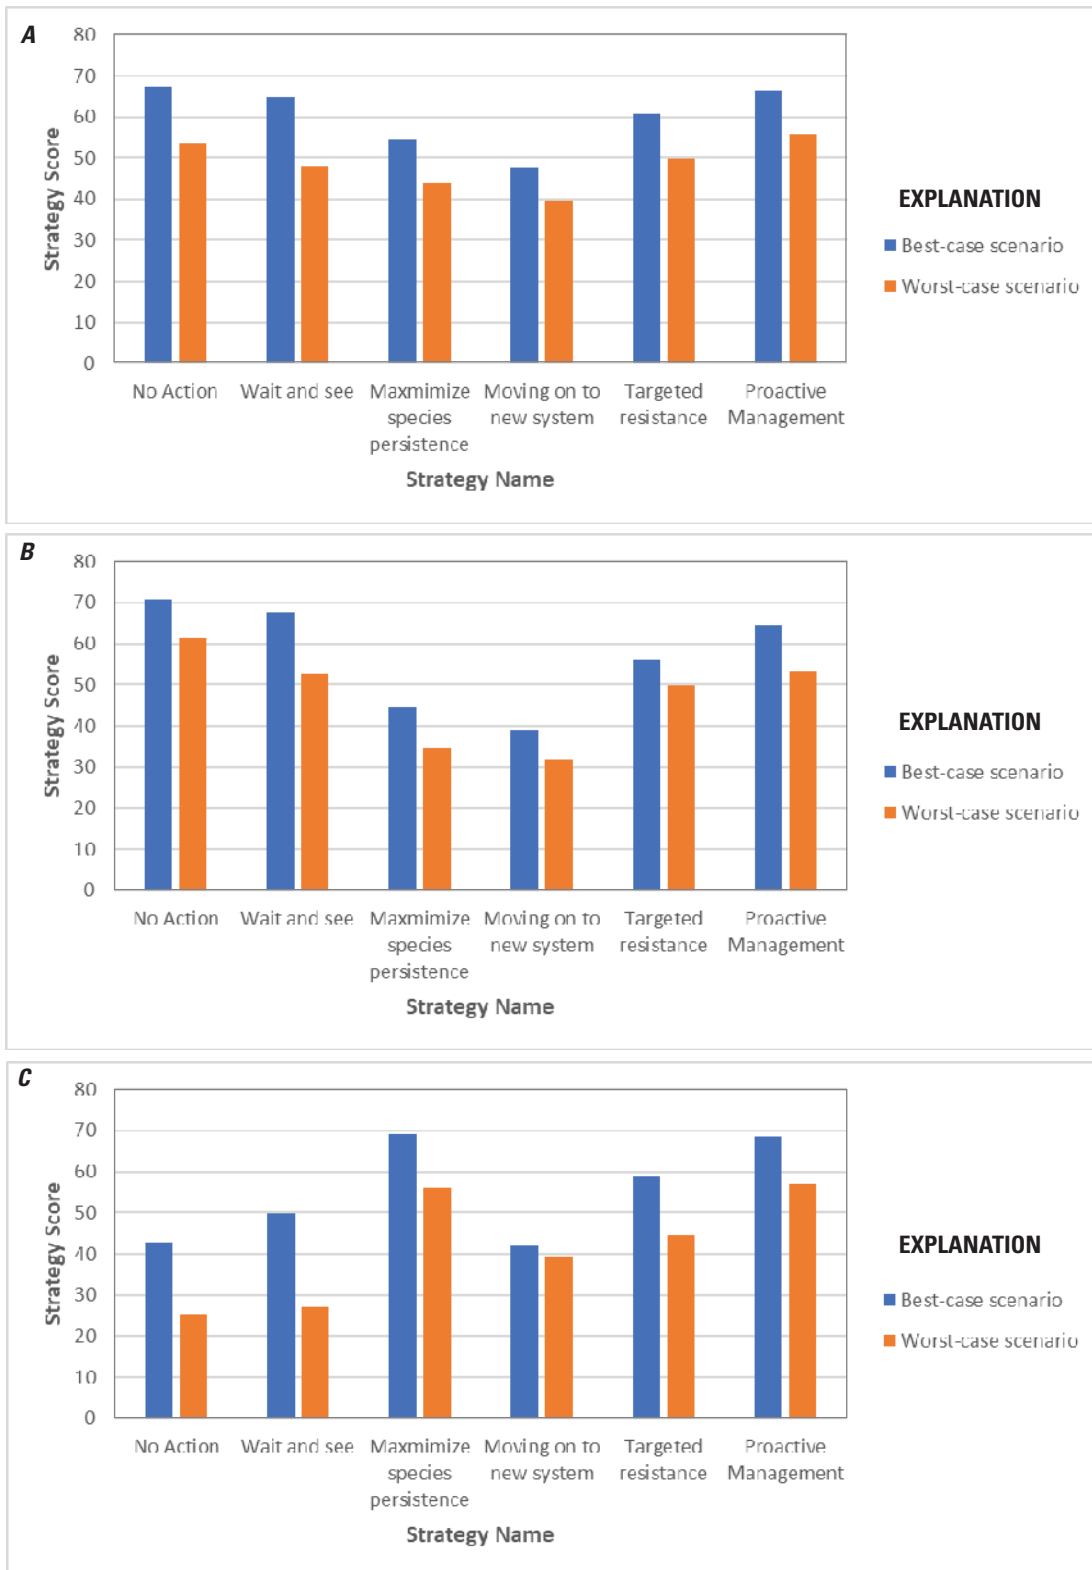 A
80
70
60
50
40
30
20
10
0
Strategy Score
No Action Wait and see Maxmimize Moving on to Targeted Proactive
species new system resistance Management
persistence
Strategy Name
EXPLANATION
Best-case scenario
Worst-case scenario
B
80
70
60
50
40
30
20
10
0
Strategy Score
No Action Wait and see Maxmimize Moving on to Targeted Proactive
species new system resistance Management
persistence
Strategy Name
EXPLANATION
Best-case scenario
Worst-case scenario
C
80
70
60
50
40
30
20
10
0
Strategy Score
No Action Wait and see Maxmimize Moving on to Targeted Proactive
species new system resistance Management
persistence
Strategy Name
EXPLANATION
Best-case scenario
Worst-case scenario